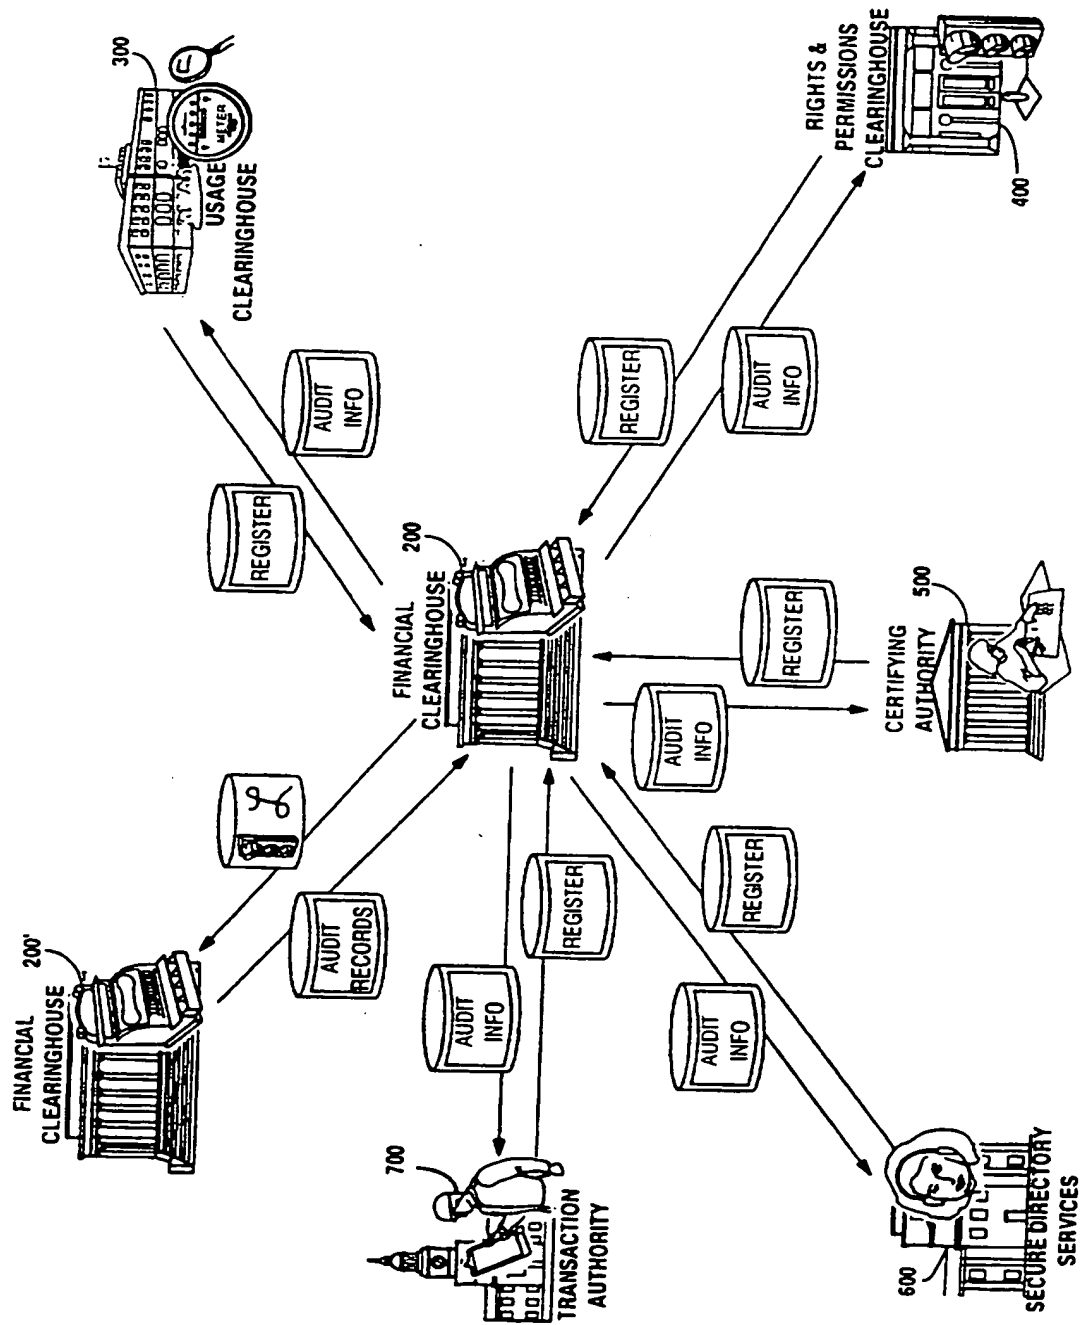 FINANCIAL
CLEARINGHOUSE
200'
AUDIT
RECORDS
300
METER
USAGE
CLEARINGHOUSE
REGISTER
AUDIT
INFO
FINANCIAL
CLEARINGHOUSE
200
700
TRANSACTION
AUTHORITY
AUDIT
INFO
REGISTER
REGISTER
AUDIT
INFO
RIGHTS &
PERMISSIONS
CLEARINGHOUSE
400
AUDIT
INFO
REGISTER
CERTIFYING
AUTHORITY
500
AUDIT
INFO
REGISTER
600
SECURE DIRECTORY
SERVICES